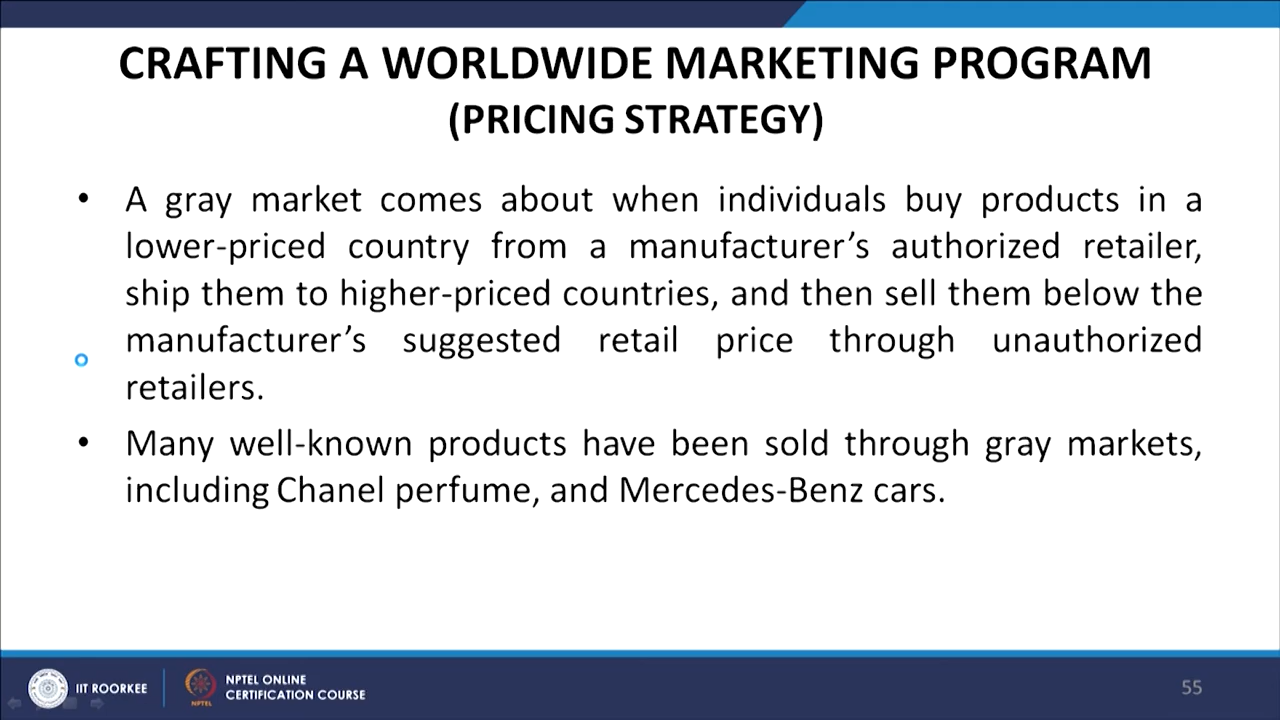 CRAFTING A WORLDWIDE MARKETING PROGRAM
(PRICING STRATEGY)
• A gray market comes about when individuals buy products in a
lower-priced country from a manufacturer’s authorized retailer,
ship them to higher-priced countries, and then sell them below the
manufacturer’s suggested retail price through unauthorized
retailers.
• Many well-known products have been sold through gray markets,
including Chanel perfume, and Mercedes-Benz cars.
IIT ROORKEE
NPTEL
NPTEL ONLINE
CERTIFICATION COURSE
55